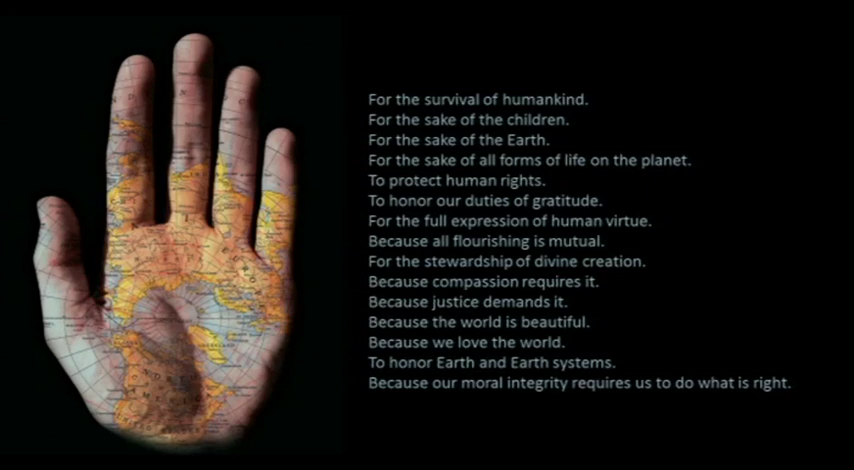 For the survival of humankind.
For the sake of the children.
For the sake of the Earth.
For the sake of all forms of life on the planet.
To protect human rights.
To honor our duties of gratitude.
For the full expression of human virtue.
Because all flourishing is mutual.
For the stewardship of divine creation.
Because compassion requires it.
Because justice demands it.
Because the world is beautiful.
Because we love the world.
To honor Earth and Earth systems.
Because our moral integrity requires us to do what is right.